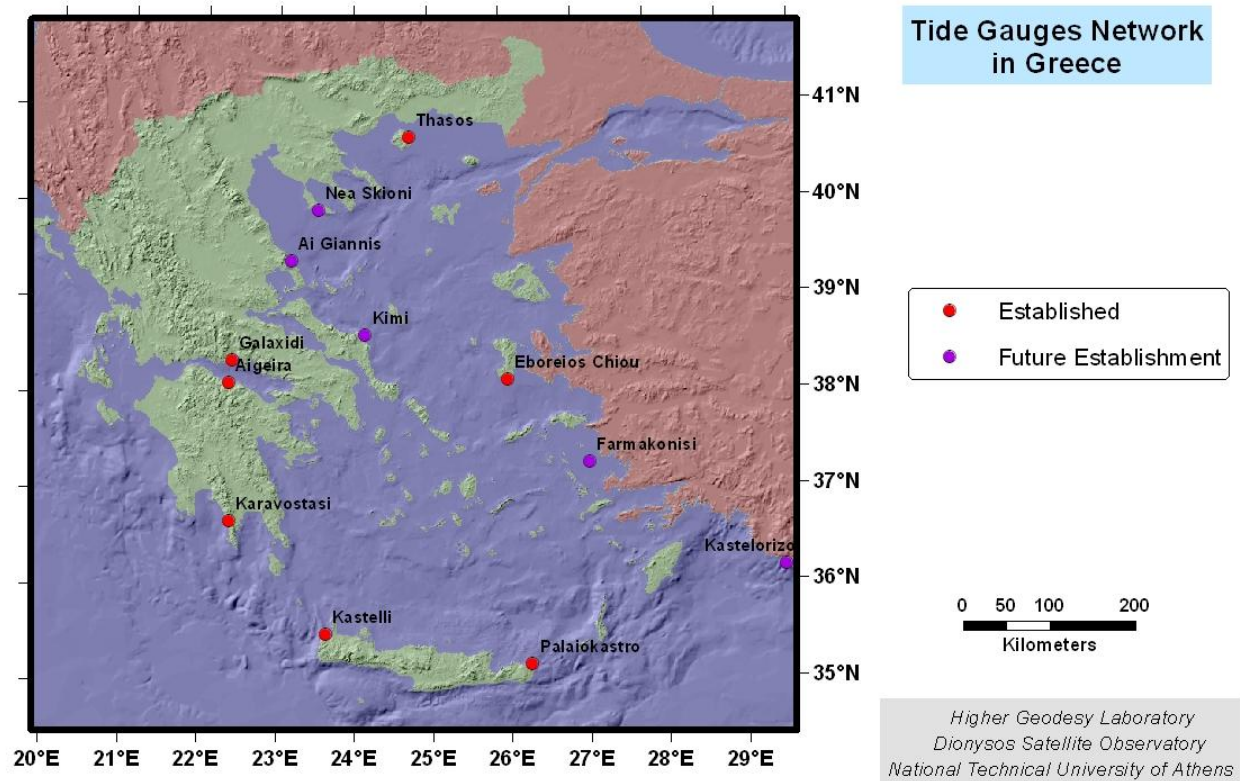 Tide Gauges Network
in Greece
Thasos
41°N
Nea Skioni
40°N
Ai Giannis
39°N
Established
Kimi
Galaxidi
Future Establishment
Aigeira
Eboreios Chiou
38°N
Farmakonisi
37°N
Karavostasi
Kastelorizo
36°N
0 50 100 200
Kilometers
Kastelli
Palaiokastro
35°N
20°E 21°E 22°E 23°E 24°E 25°E 26°E 27°E 28°E 29°E
Higher Geodesy Laboratory
Dionysos Satellite Observatory
National Technical University of Athens